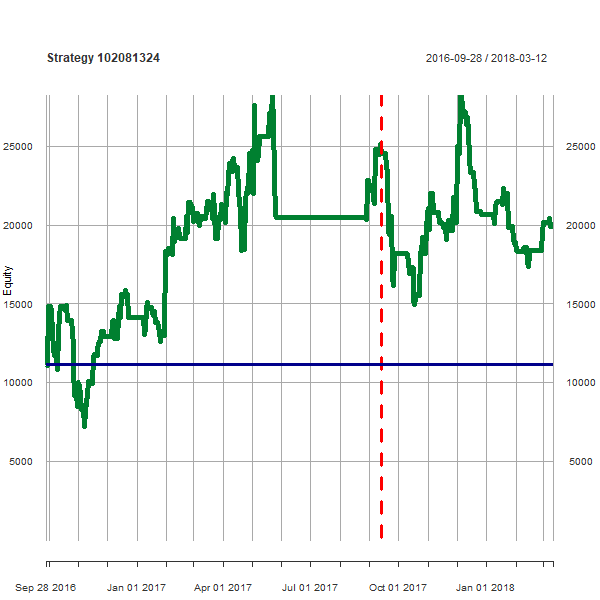 Strategy 102081324
2016-09-28 / 2018-03-12
25000
25000
20000
20000
15000
15000
10000
10000
5000
5000
Equity
Sep 28 2016
Jan 01 2017
Apr 01 2017
Jul 01 2017
Oct 01 2017
Jan 01 2018